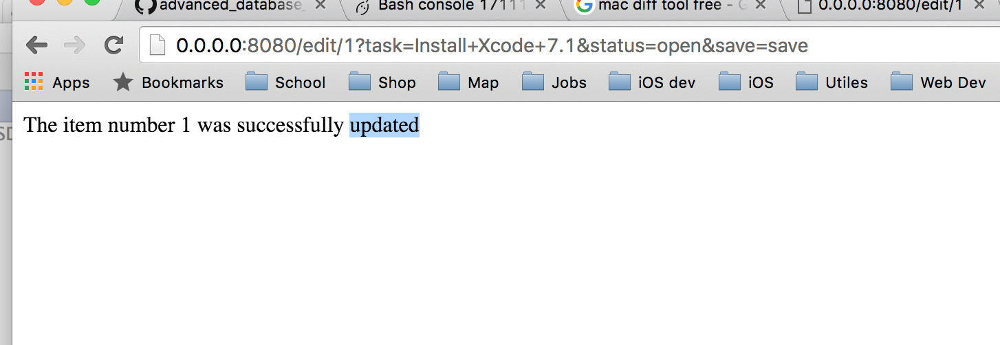 advanced_database_
Bash console 17111
mac diff tool free - G
0.0.0.0:8080/edit/1
0.0.0.0:8080/edit/1?task=Install+Xcode+7.1&status=open&save=save
Apps Bookmarks School Shop Map Jobs iOS dev iOS Utiles Web Dev
The item number 1 was successfully updated